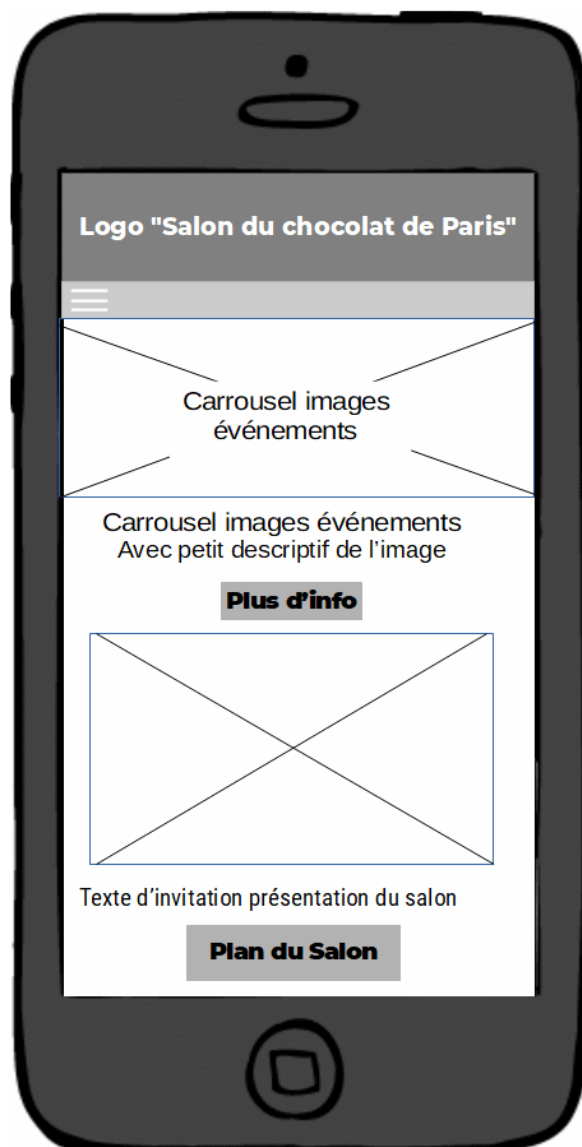 Logo "Salon du chocolat de Paris"
Carrousel images
événements
Carrousel images événements
Avec petit descriptif de l’image
Plus d’info
Texte d’invitation présentation du salon
Plan du Salon